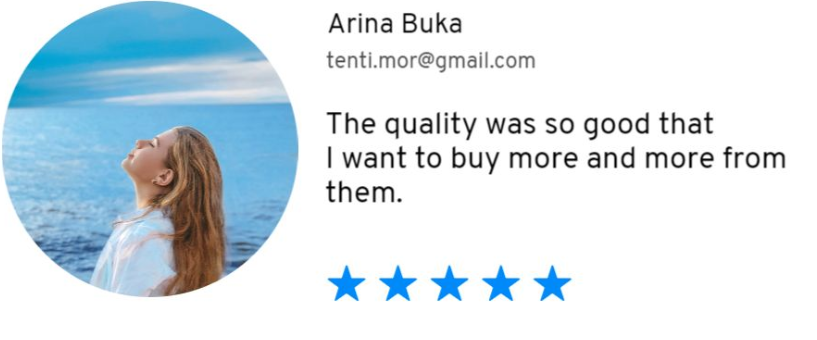 Arina Buka
tenti.mor@gmail.com
The quality was so good that
I want to buy more and more from
them.